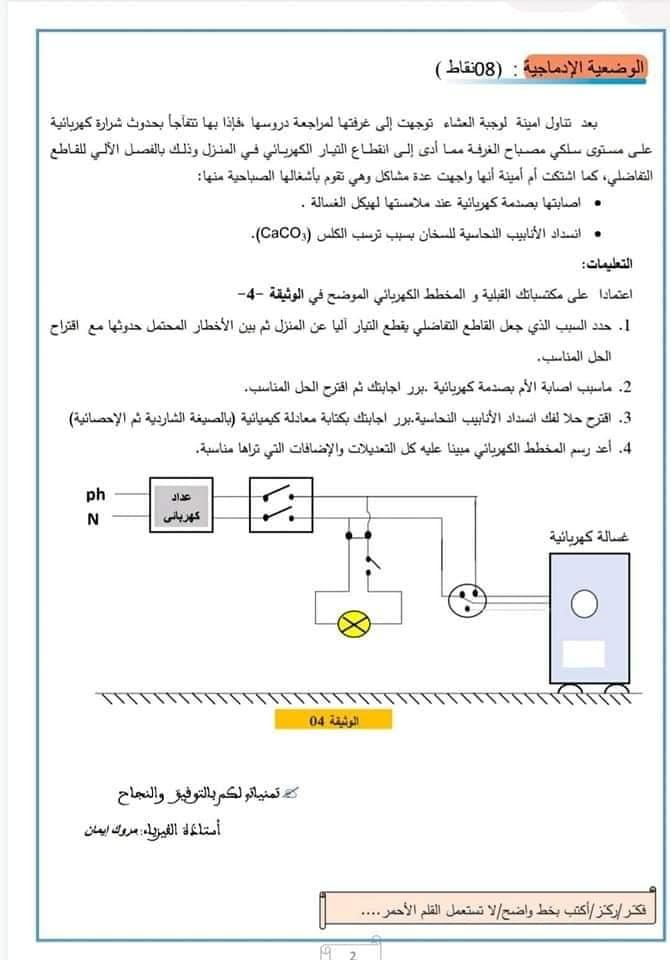 الوضعية الإدماجية : (08نقاط )
بعد تناول امينة لوجبة العشاء توجهت إلى غرفتها لمراجعة دروسها ،فإذا بها تتفآجأ بحدوث شرارة كهربائية
على مستوى سلكي مصباح الغرفة مما أدى إلى انقطاع التيار الكهربائي في المنزل وذلك بالفصل الآلي للقاطع
التفاضلي، كما اشتكت أم أمينة أنها واجهت عدة مشاكل وهي تقوم بأشغالها الصباحية منها:
• اصابتها بصدمة كهربائية عند ملامستها لهيكل الغسالة .
• انسداد الأنابيب النحاسية للسخان بسبب ترسب الكلس (CaCO₃).
التعليمات:
اعتمادا على مكتسباتك القبلية و المخطط الكهربائي الموضح في الوثيقة -4-
1. حدد السبب الذي جعل القاطع التفاضلي يقطع التيار آليا عن المنزل ثم بين الأخطار المحتمل حدوثها مع اقتراح
الحل المناسب.
2. ماسبب اصابة الأم بصدمة كهربائية .برر اجابتك ثم اقترح الحل المناسب.
3. اقترح حلا لفك انسداد الأنابيب النحاسية.برر اجابتك بكتابة معادلة كيميائية (بالصيغة الشاردية ثم الإحصائية)
4. أعد رسم المخطط الكهربائي مبينا عليه كل التعديلات والإضافات التي تراها مناسبة.
ph
N
عداد
كهربائي
غسالة كهربائية
الوثيقة 04
تمنياتي لكم بالتوفيق والنجاح
أستاذة الفيزياء: مروك إيمان
فكّر/ركّز/أكتب بخط واضح/لا تستعمل القلم الأحمر....
2